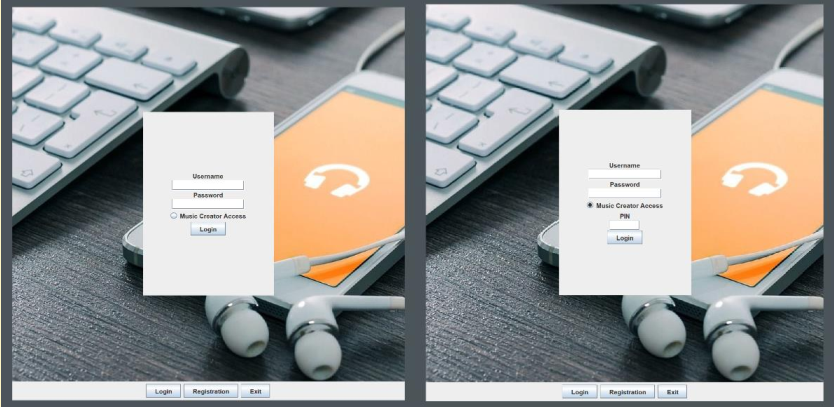 Username
Password
Music Creator Access
Login
Login Registration Exit
Username
Password
Music Creator Access
PIN
Login
Login Registration Exit